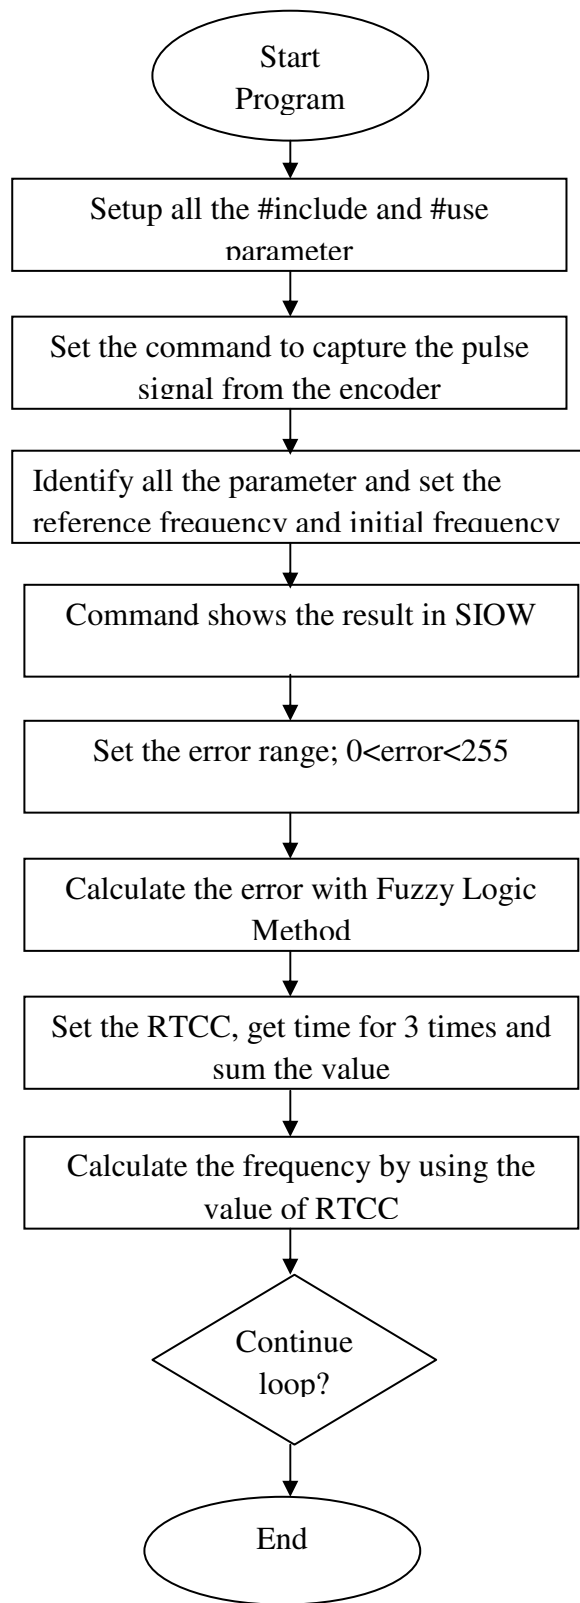 Start
Program
Setup all the #include and #use
parameter
Set the command to capture the pulse
signal from the encoder
Identify all the parameter and set the
reference frequency and initial frequency
Command shows the result in SIOW
Set the error range; 0<error<255
Calculate the error with Fuzzy Logic
Method
Set the RTCC, get time for 3 times and
sum the value
Calculate the frequency by using the
value of RTCC
Continue
loop?
End